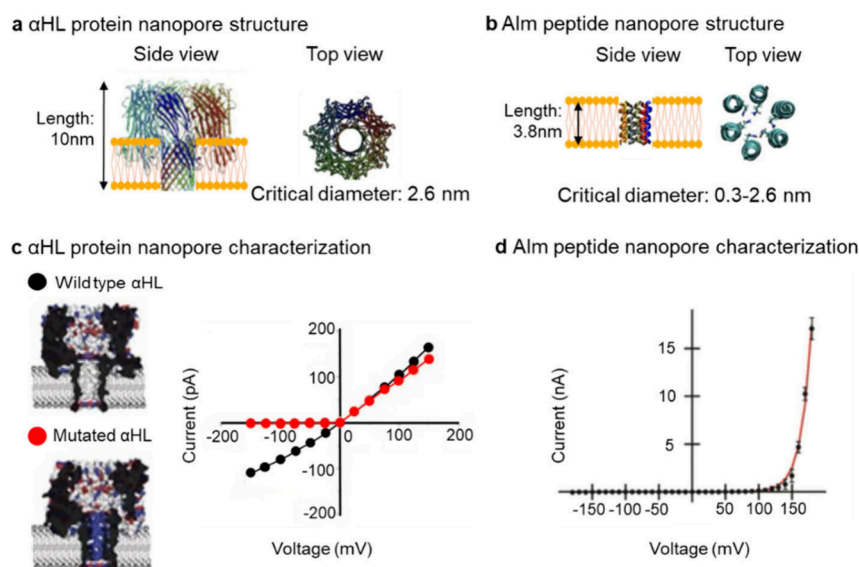 a αHL protein nanopore structure
Side view
Top view
Length:
10nm
Critical diameter: 2.6 nm
b Alm peptide nanopore structure
Side view
Top view
Length:
3.8nm
Critical diameter: 0.3-2.6 nm
c αHL protein nanopore characterization
Wild type αHL
Mutated αHL
Current (pA)
200
100
-200
-100
0
100
200
-100
-200
Voltage (mV)
d Alm peptide nanopore characterization
Current (nA)
15
10
5
-150
-100
-50
50
100
150
Voltage (mV)